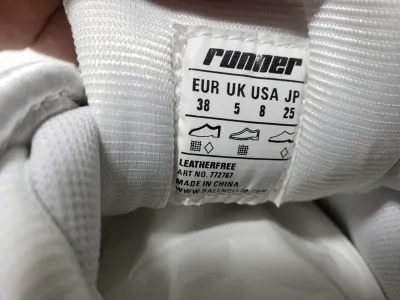 runner
EUR UK USA JP
38 5 8 25
LEATHERFREE
ART NO. 772767
MADE IN CHINA